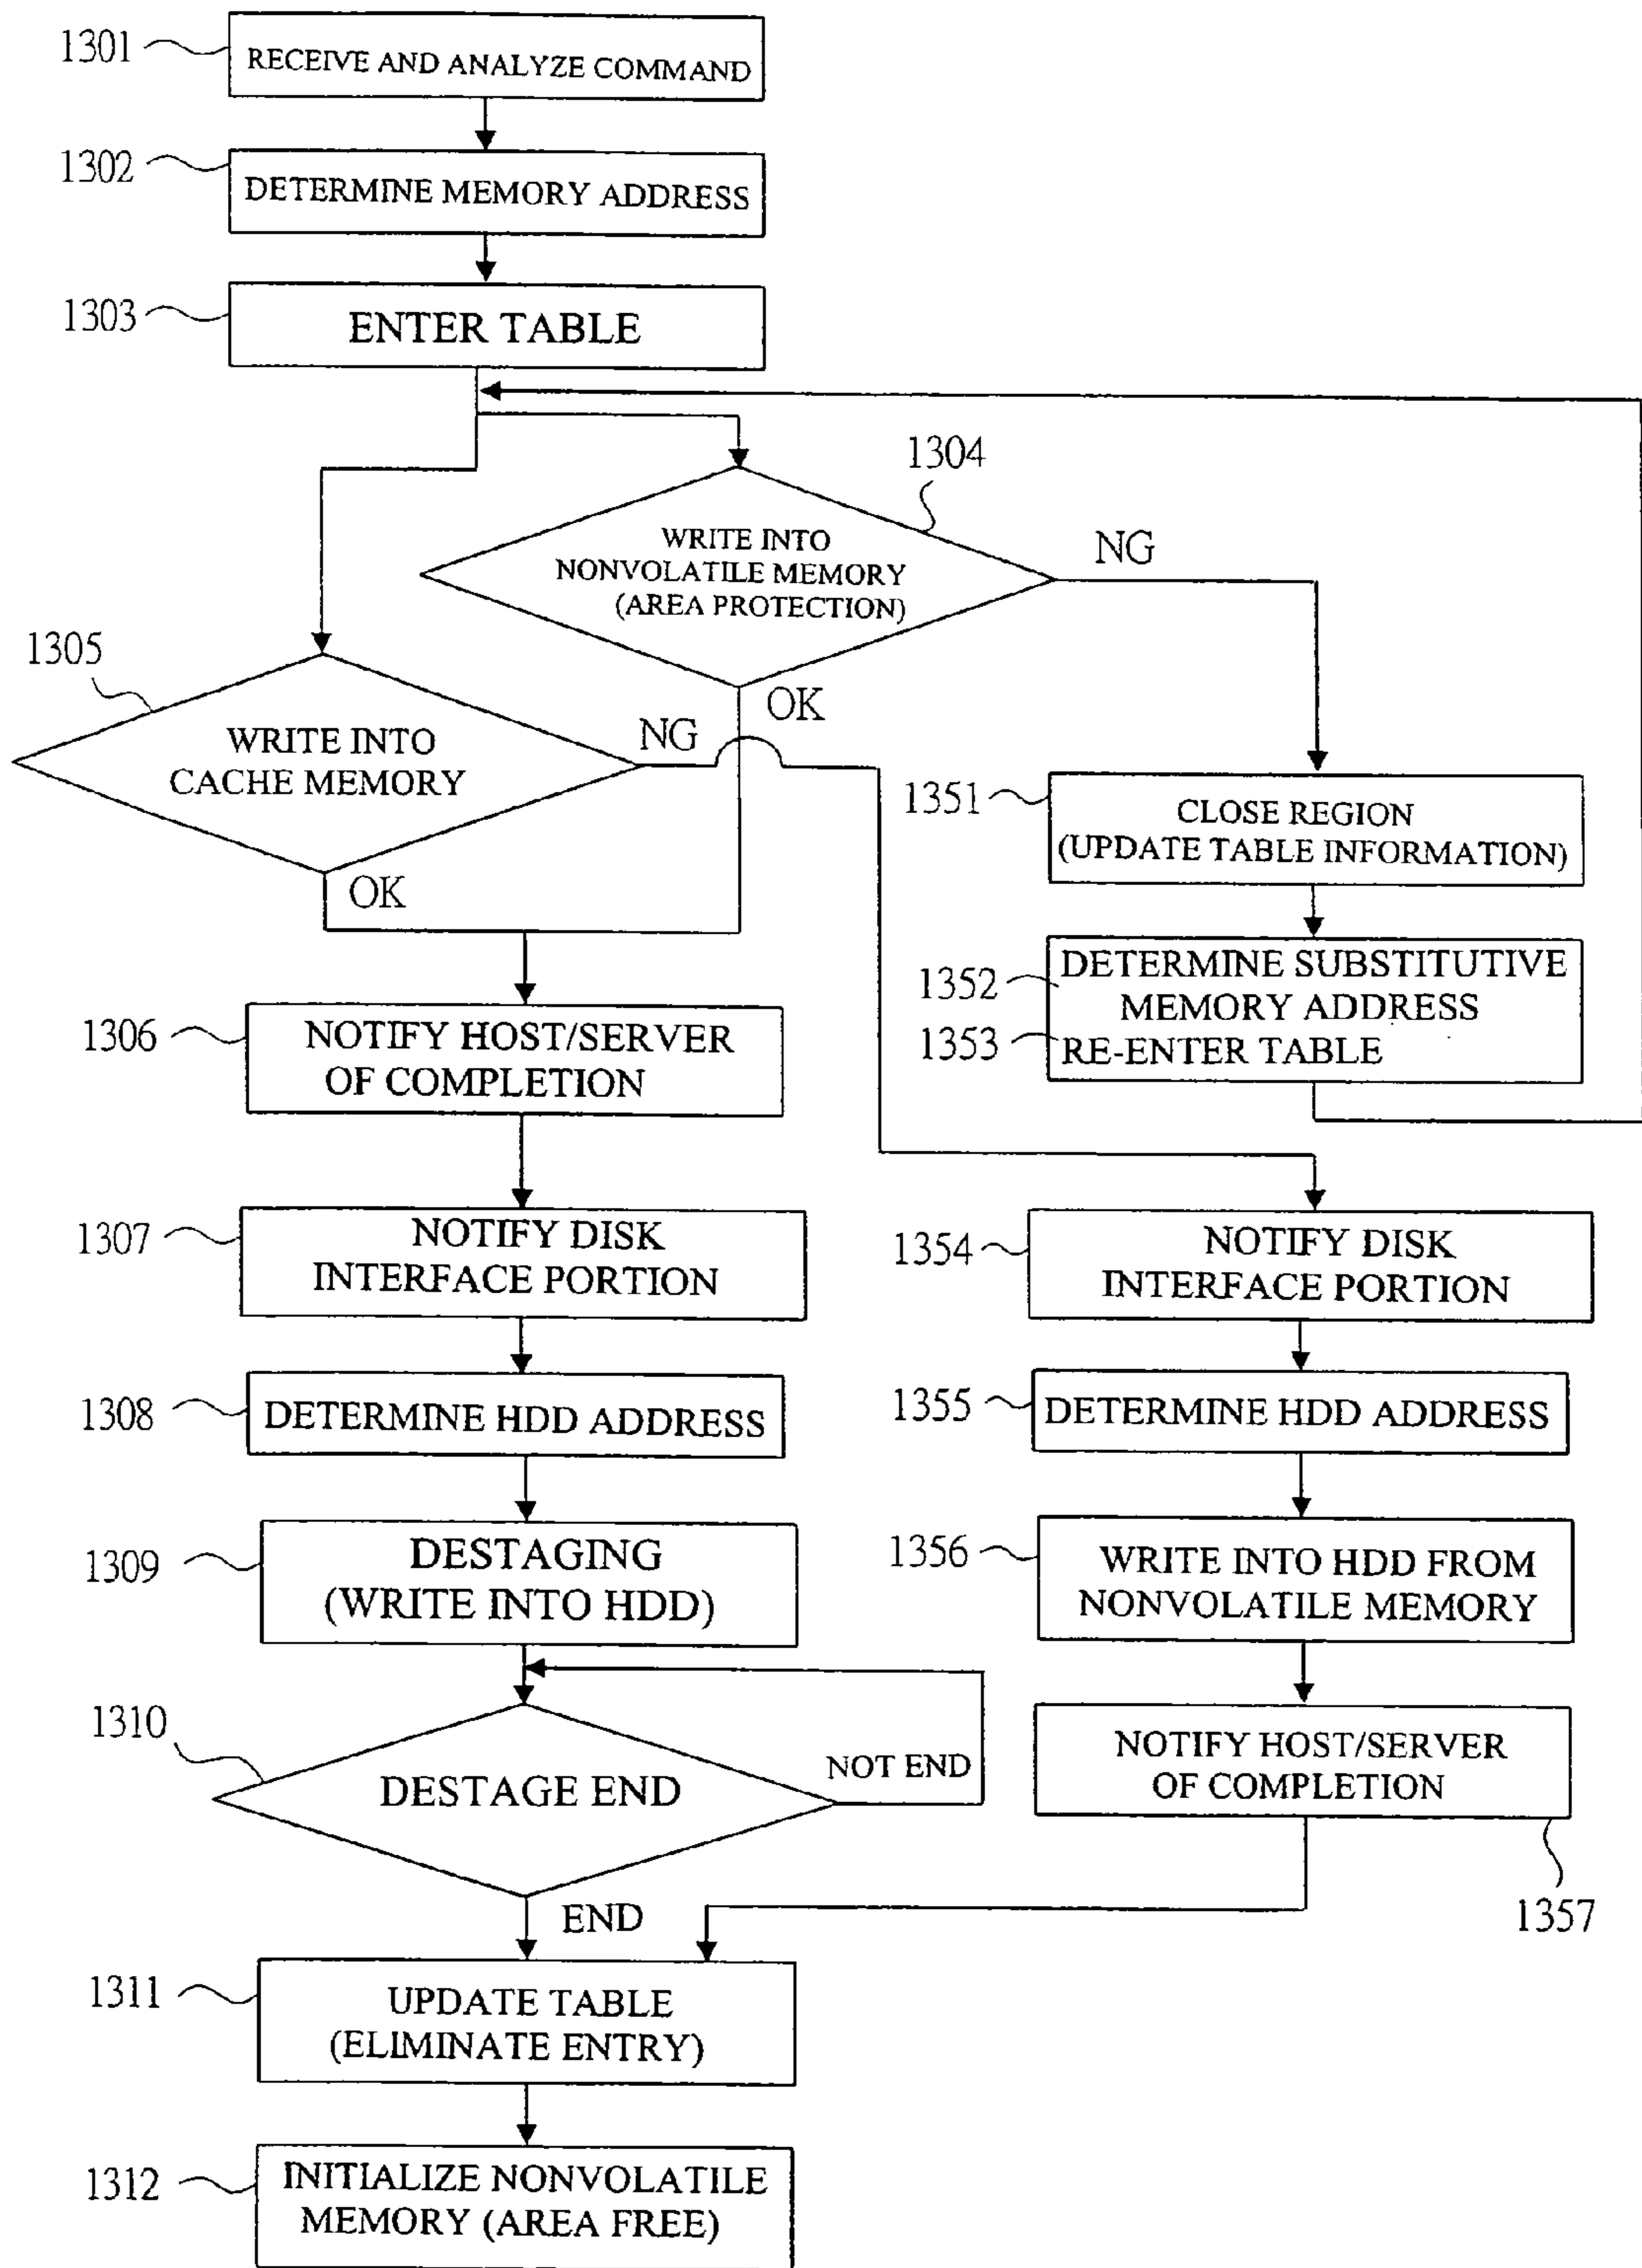 1301
RECEIVE AND ANALYZE COMMAND
1302
DETERMINE MEMORY ADDRESS
1303
ENTER TABLE
1304
WRITE INTO
NONVOLATILE MEMORY
(AREA PROTECTION)
NG
OK
1305
WRITE INTO
CACHE MEMORY
NG
OK
1351
CLOSE REGION
(UPDATE TABLE INFORMATION)
1352
DETERMINE SUBSTITUTIVE
MEMORY ADDRESS
1353
RE-ENTER TABLE
1306
NOTIFY HOST/SERVER
OF COMPLETION
1307
NOTIFY DISK
INTERFACE PORTION
1354
NOTIFY DISK
INTERFACE PORTION
1308
DETERMINE HDD ADDRESS
1355
DETERMINE HDD ADDRESS
1309
DESTAGING
(WRITE INTO HDD)
1356
WRITE INTO HDD FROM
NONVOLATILE MEMORY
1310
DESTAGE END
NOT END
END
NOTIFY HOST/SERVER
OF COMPLETION
1357
1311
UPDATE TABLE
(ELIMINATE ENTRY)
1312
INITIALIZE NONVOLATILE
MEMORY (AREA FREE)